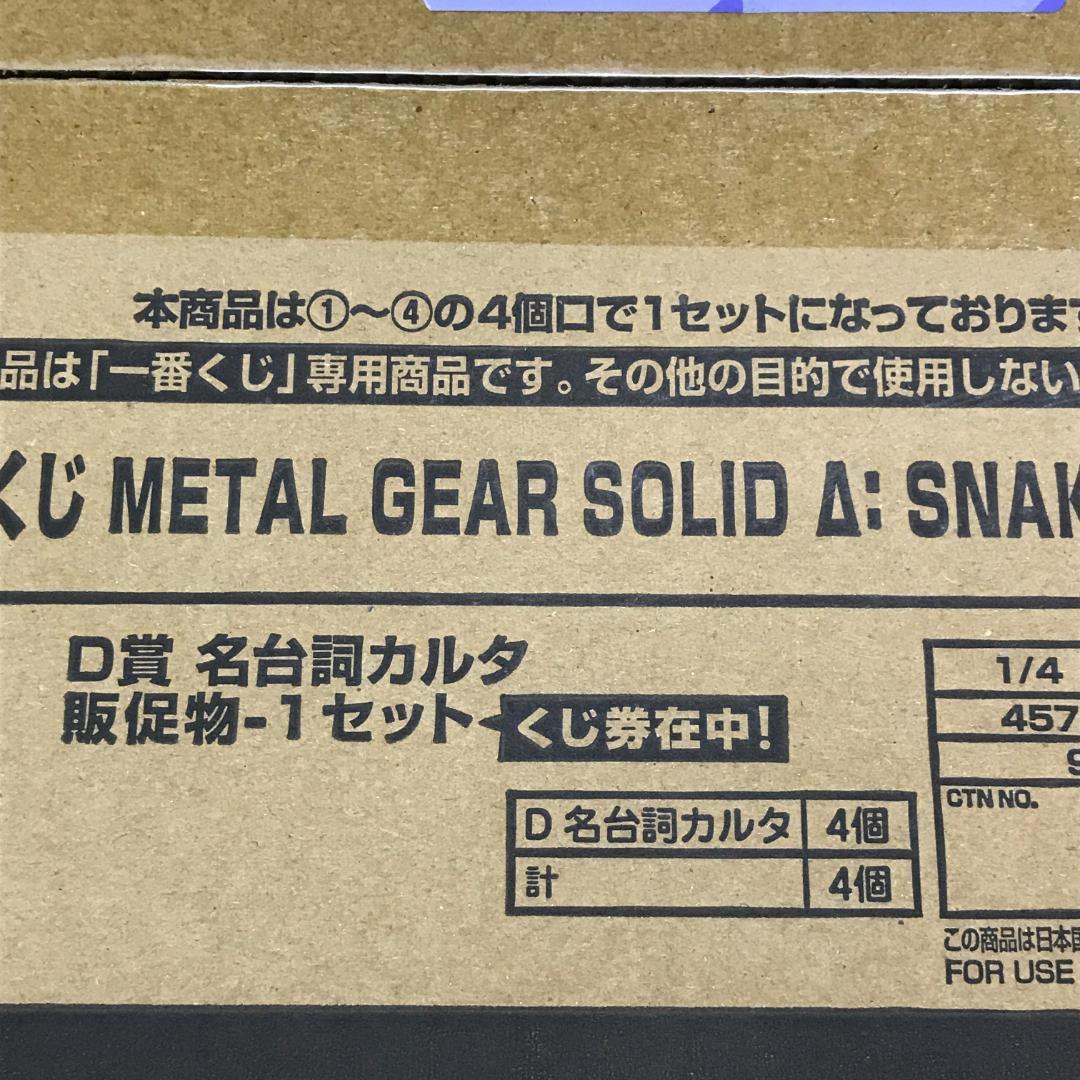 本商品は①～④の4個口で1セットになっております
品は「一番くじ」専用商品です。その他の目的で使用しない
くじ METAL GEAR SOLID Δ: SNAK
D賞 名台詞カルタ
販促物-1セット
くじ券在中!
D 名台詞カルタ 4個
計 4個
1/4
457
CTN NO.
この商品は日本国
FOR USE